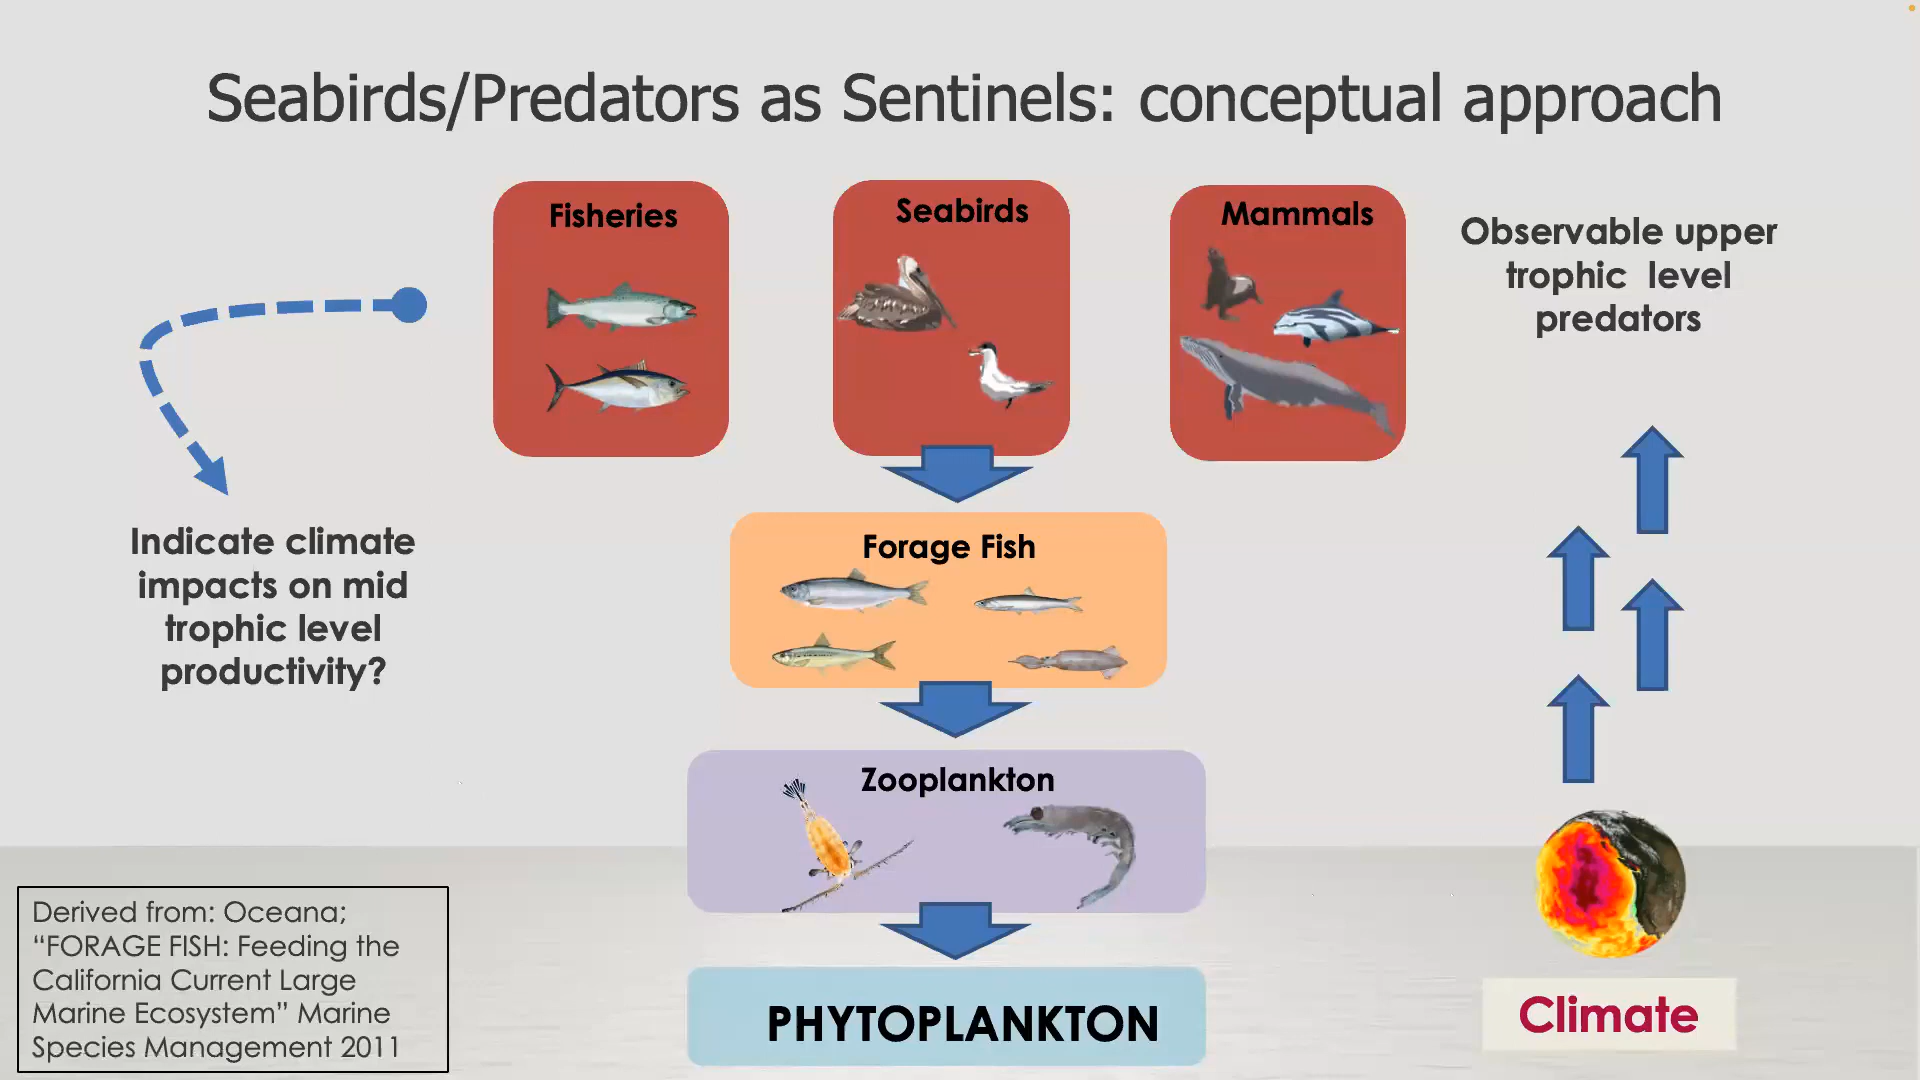 Seabirds/Predators as Sentinels: conceptual approach
Fisheries
Seabirds
Mammals
Observable upper
trophic level
predators
Indicate climate
impacts on mid
trophic level
productivity?
Forage Fish
Zooplankton
PHYTOPLANKTON
Climate
Derived from: Oceana;
“FORAGE FISH: Feeding the
California Current Large
Marine Ecosystem” Marine
Species Management 2011